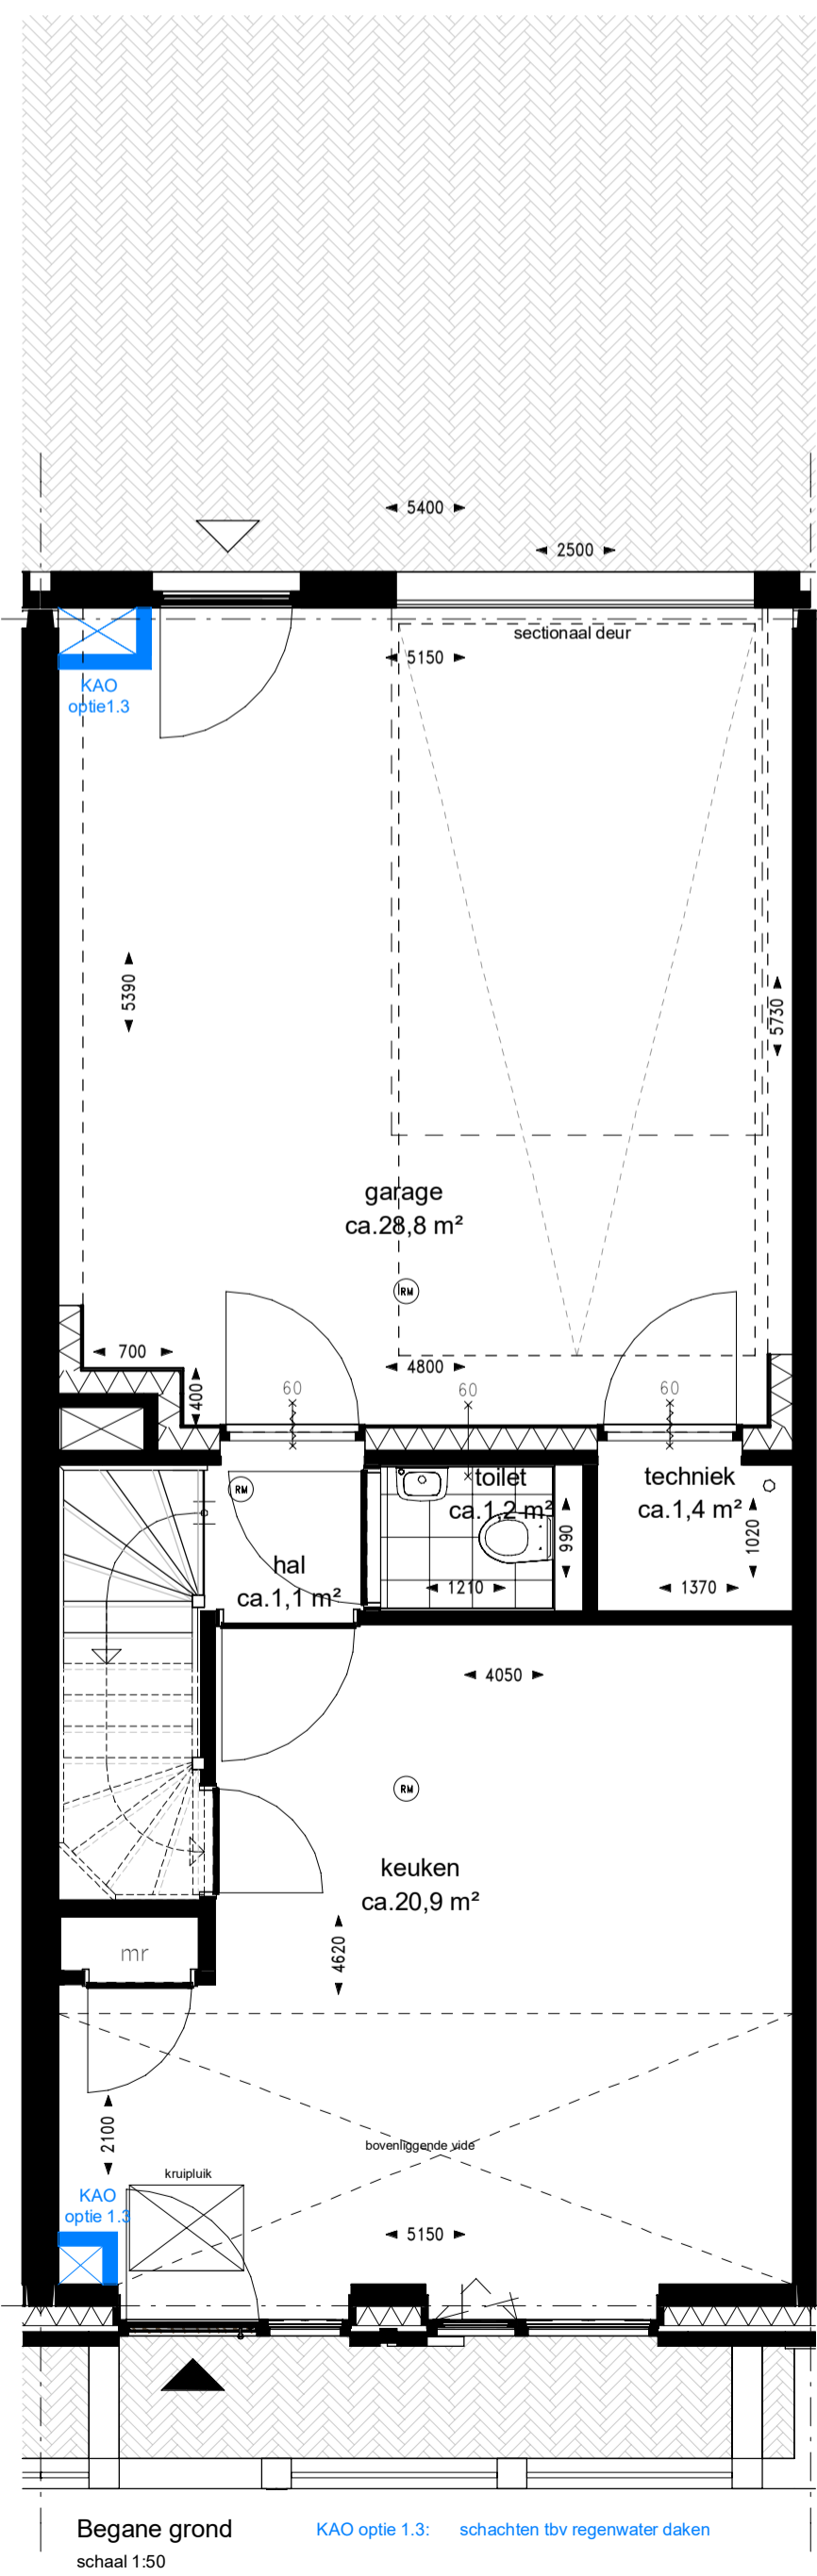 5400
2500
sectionaal deur
5150
KAO
optie1.3
5390
5730
garage
ca.28,8 m²
RM
700
400
4800
60
60
60
toilet
ca.1,2 m²
techniek
ca.1,4 m²
RM
990
1020
hal
ca.1,1 m²
1210
1370
4050
RM
keuken
ca.20,9 m²
mr
4620
2100
bovenliggende vide
kruipluik
KAO
optie 1.3
5150
Begane grond
KAO optie 1.3: schachten tbv regenwater daken
schaal 1:50